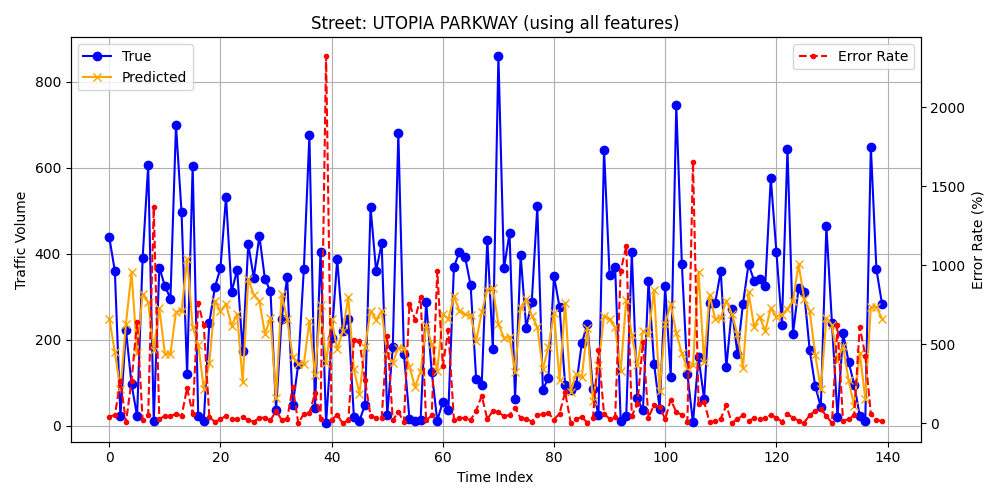 Street: UTOPIA PARKWAY (using all features)
True
Predicted
Error Rate
Traffic Volume
800
600
400
200
0
2000
1500
1000
500
0
Error Rate (%)
0 20 40 60 80 100 120 140
Time Index